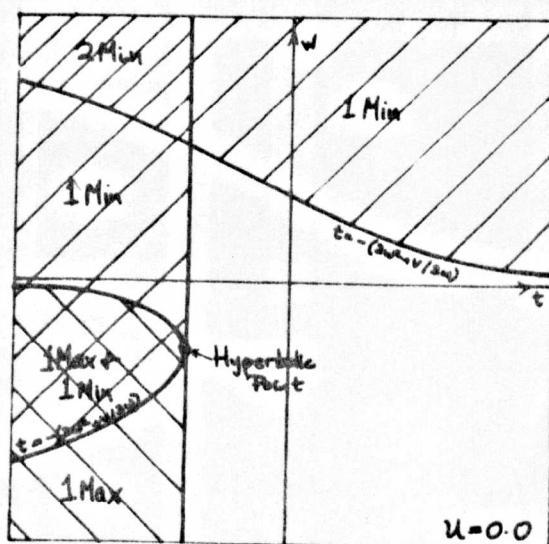 2 Min
W
1 Min
1 Min
t
Hyperbolic
Point
1 Max &
1 Min
1 Max
U=0.0